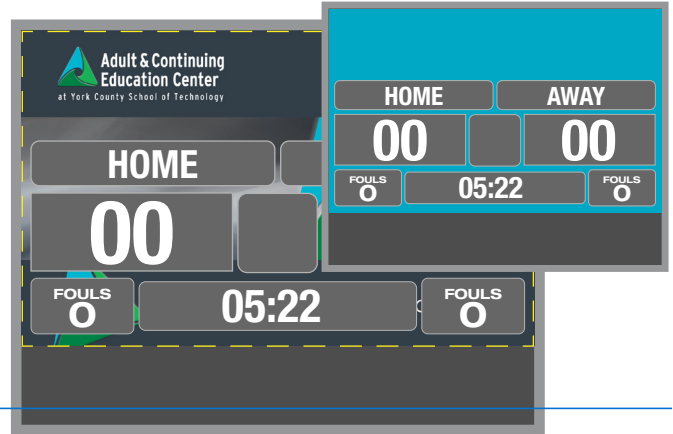 Adult & Continuing
Education Center
at York County School of Technology
HOME
00
FOULS
O
05:22
FOULS
O
HOME
AWAY
00
00
FOULS
O
05:22
FOULS
O